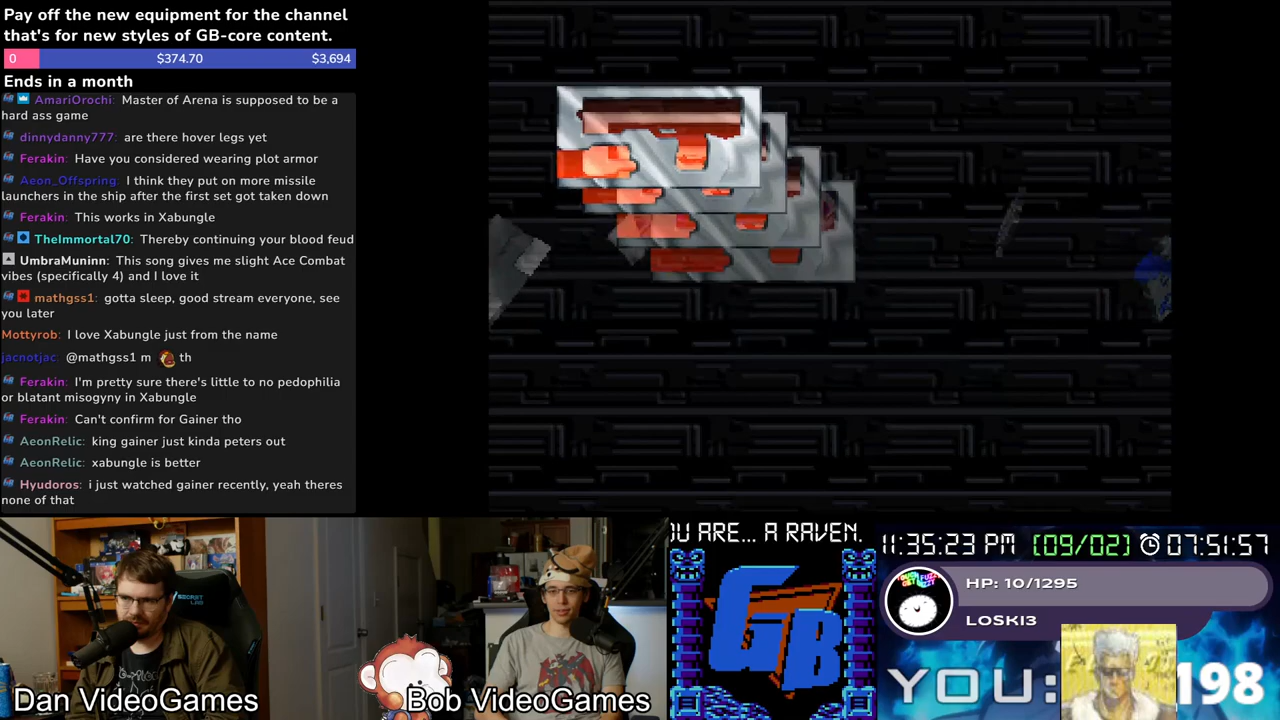 Pay off the new equipment for the channel
that's for new styles of GB-core content.
0 $374.70 $3,694
Ends in a month
AmariOrochi: Master of Arena is supposed to be a
hard ass game
dinnydanny777: are there hover legs yet
Ferakin: Have you considered wearing plot armor
Aeon_Offspring: I think they put on more missile
launchers in the ship after the first set got taken down
Ferakin: This works in Xabungle
TheImmortal70: Thereby continuing your blood feud
UmbraMuninn: This song gives me slight Ace Combat
vibes (specifically 4) and I love it
mathgss1: gotta sleep, good stream everyone, see
you later
Mottyrob: I love Xabungle just from the name
jacnotjac: @mathgss1 m th
Ferakin: I'm pretty sure there's little to no pedophilia
or blatant misogyny in Xabungle
Ferakin: Can't confirm for Gainer tho
AeonRelic: king gainer just kinda peters out
AeonRelic: xabungle is better
Hyudoros: i just watched gainer recently, yeah theres
none of that
SECRET
LAB
Dan VideoGames
Bob VideoGames
OU ARE... A RAVEN.
GB
11:35:23 PM [09/02] 07:51:57
HP: 10/1295
LOSKI3
YOU: 198